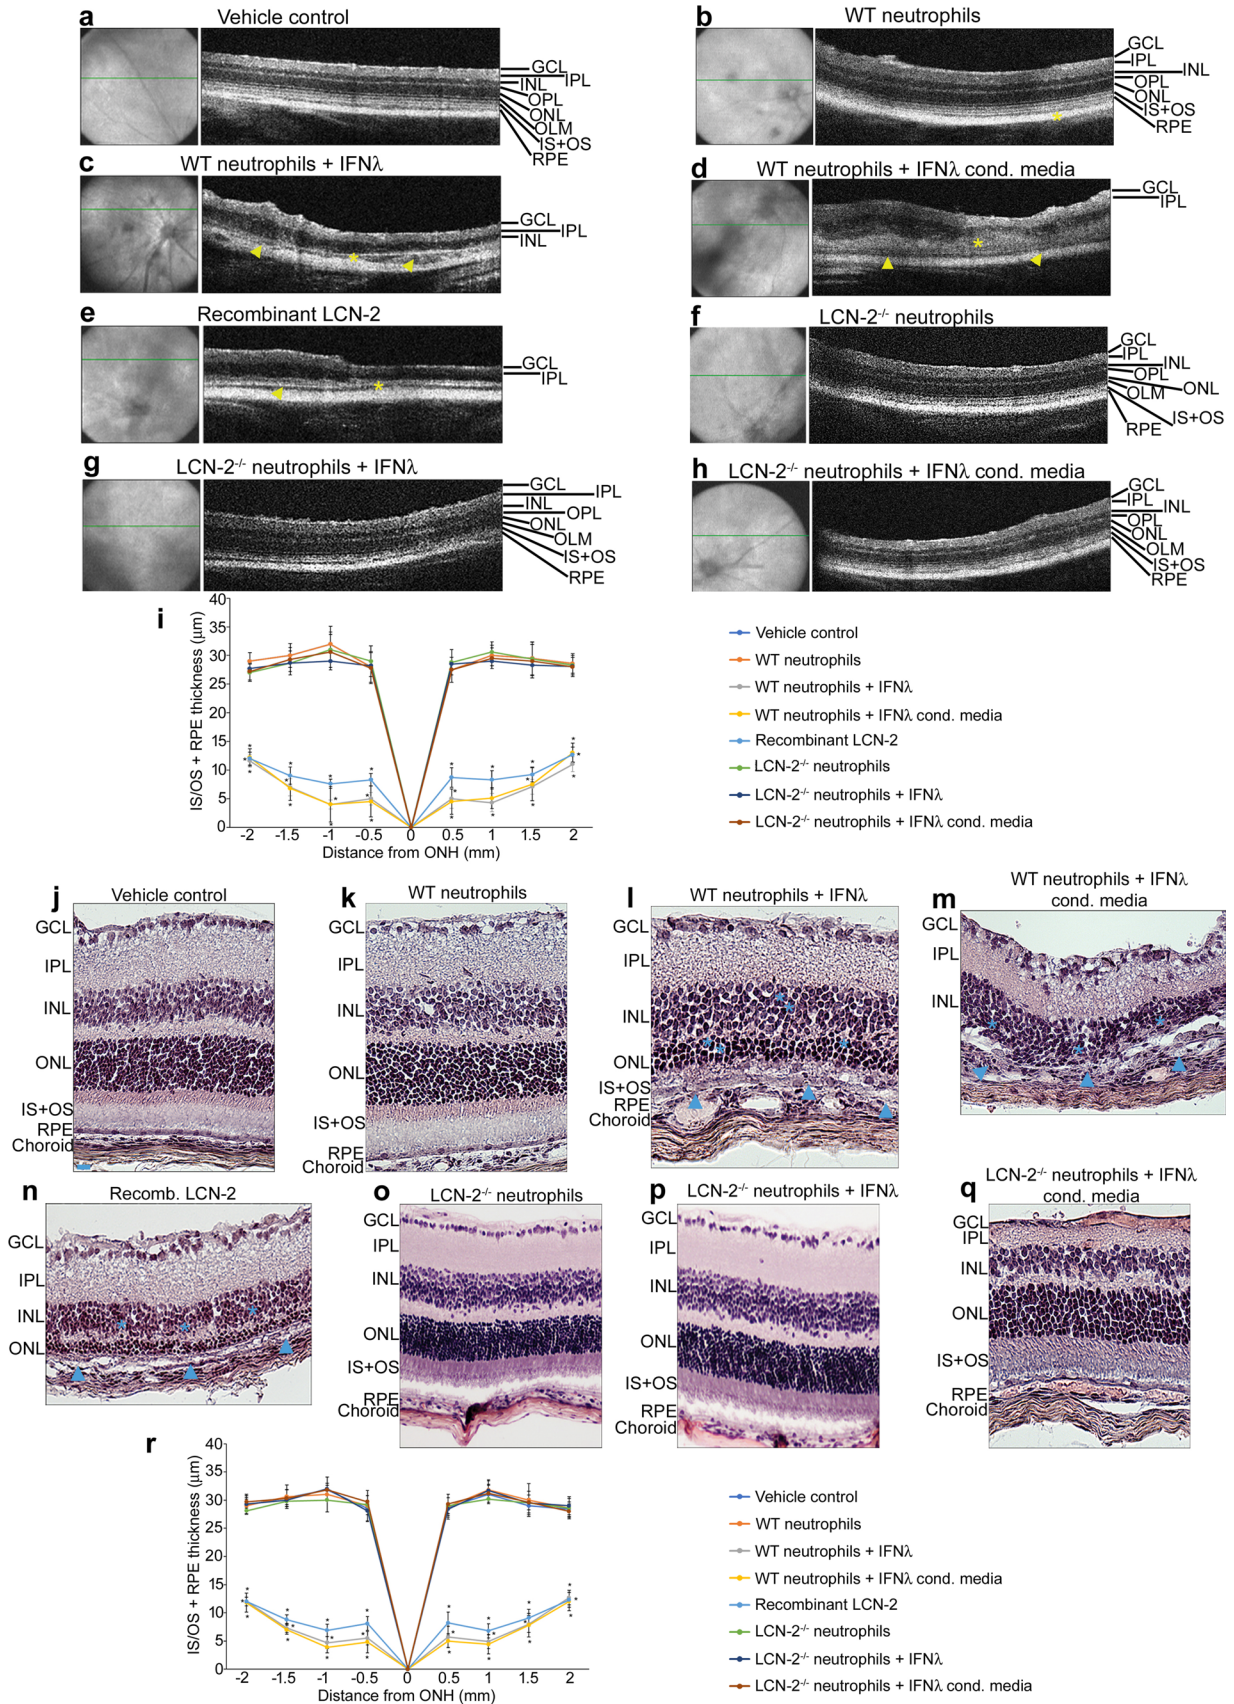 a
Vehicle control
GCL
IPL
INL
OPL
ONL
OLM
IS+OS
RPE
b
WT neutrophils
GCL
IPL
INL
OPL
ONL
IS+OS
RPE
*
c
WT neutrophils + IFNλ
GCL
IPL
INL
*
d
WT neutrophils + IFNλ cond. media
GCL
IPL
*
e
Recombinant LCN-2
GCL
IPL
*
f
LCN-2-/- neutrophils
GCL
IPL
INL
OPL
ONL
OLM
IS+OS
RPE
g
LCN-2-/- neutrophils + IFNλ
GCL
IPL
INL
OPL
ONL
OLM
IS+OS
RPE
h
LCN-2-/- neutrophils + IFNλ cond. media
GCL
IPL
INL
OPL
ONL
OLM
IS+OS
RPE
i
IS/OS + RPE thickness (µm)
40
35
30
25
20
15
10
5
0
-2 -1.5 -1 -0.5 0 0.5 1 1.5 2
Distance from ONH (mm)
Vehicle control
WT neutrophils
WT neutrophils + IFNλ
WT neutrophils + IFNλ cond. media
Recombinant LCN-2
LCN-2-/- neutrophils
LCN-2-/- neutrophils + IFNλ
LCN-2-/- neutrophils + IFNλ cond. media
j
Vehicle control
GCL
IPL
INL
ONL
IS+OS
RPE
Choroid
k
WT neutrophils
GCL
IPL
INL
ONL
IS+OS
RPE
Choroid
l
WT neutrophils + IFNλ
GCL
IPL
INL
ONL
IS+OS
RPE
Choroid
m
WT neutrophils + IFNλ
cond. media
GCL
IPL
INL
n
Recomb. LCN-2
GCL
IPL
INL
ONL
o
LCN-2-/- neutrophils
GCL
IPL
INL
ONL
IS+OS
RPE
Choroid
p
LCN-2-/- neutrophils + IFNλ
GCL
IPL
INL
ONL
IS+OS
RPE
Choroid
q
LCN-2-/- neutrophils + IFNλ
cond. media
GCL
IPL
INL
ONL
IS+OS
RPE
Choroid
r
IS/OS + RPE thickness (µm)
40
35
30
25
20
15
10
5
0
-2 -1.5 -1 -0.5 0 0.5 1 1.5 2
Distance from ONH (mm)
Vehicle control
WT neutrophils
WT neutrophils + IFNλ
WT neutrophils + IFNλ cond. media
Recombinant LCN-2
LCN-2-/- neutrophils
LCN-2-/- neutrophils + IFNλ
LCN-2-/- neutrophils + IFNλ cond. media